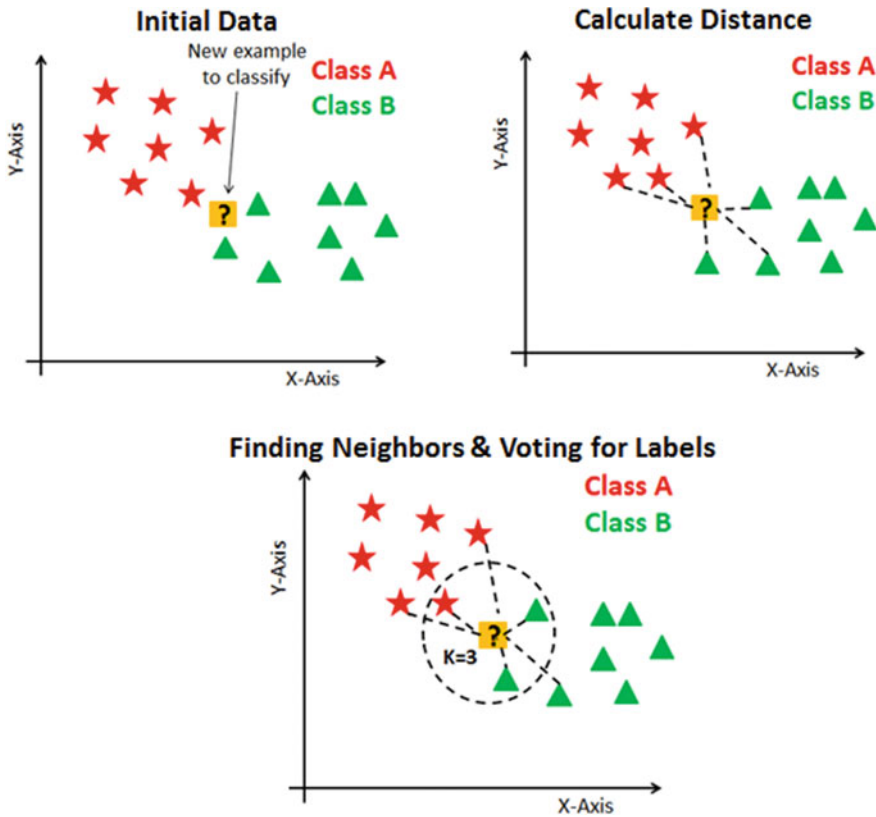 Initial Data
New example
to classify
Class A
Class B
Y-Axis
?
X-Axis
Calculate Distance
Class A
Class B
Y-Axis
?
X-Axis
Finding Neighbors & Voting for Labels
Class A
Class B
Y-Axis
?
K=3
X-Axis